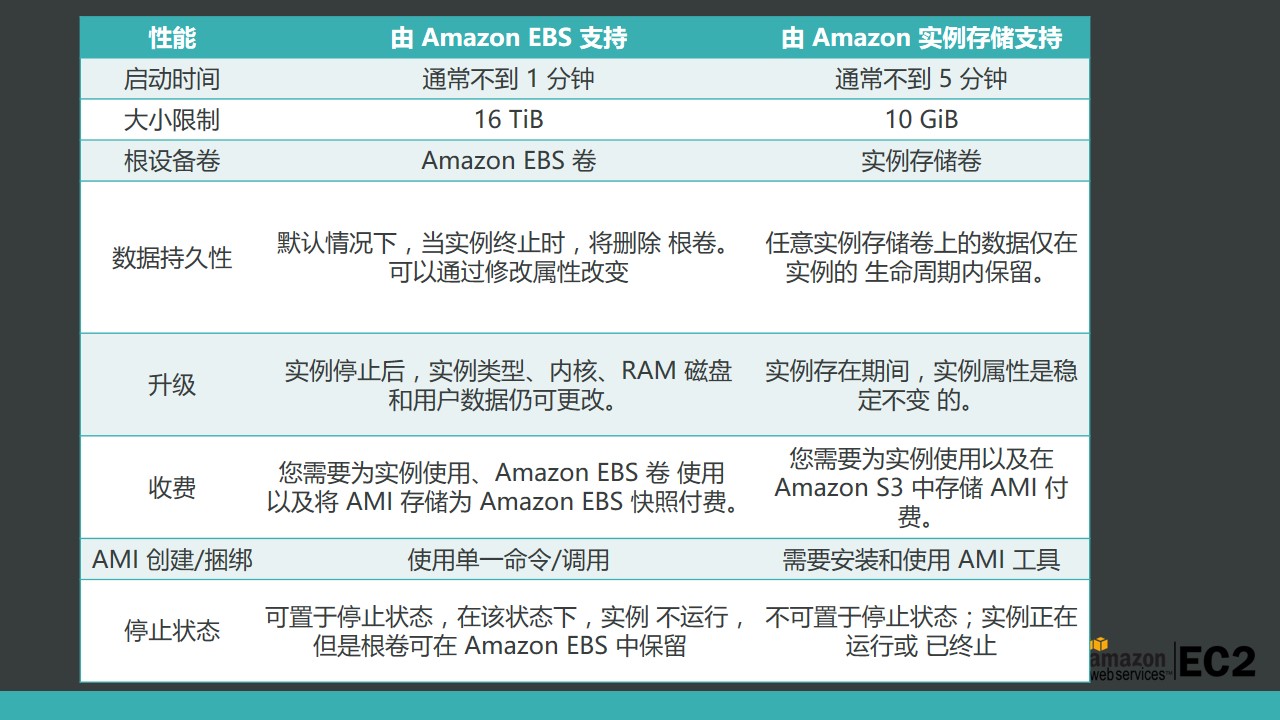 性能
由 Amazon EBS 支持
由 Amazon 实例存储支持
启动时间
通常不到 1 分钟
通常不到 5 分钟
大小限制
16 TiB
10 GiB
根设备卷
Amazon EBS 卷
实例存储卷
数据持久性
默认情况下，当实例终止时，将删除 根卷。
可以通过修改属性改变
任意实例存储卷上的数据仅在
实例的 生命周期内保留。
升级
实例停止后，实例类型、内核、RAM 磁盘
和用户数据仍可更改。
实例存在期间，实例属性是稳
定不变 的。
收费
您需要为实例使用、Amazon EBS 卷 使用
以及将 AMI 存储为 Amazon EBS 快照付费。
您需要为实例使用以及在
Amazon S3 中存储 AMI 付
费。
AMI 创建/捆绑
使用单一命令/调用
需要安装和使用 AMI 工具
停止状态
可置于停止状态，在该状态下，实例 不运行，
但是根卷可在 Amazon EBS 中保留
不可置于停止状态；实例正在
运行或 已终止
amazon
webservices™
EC2